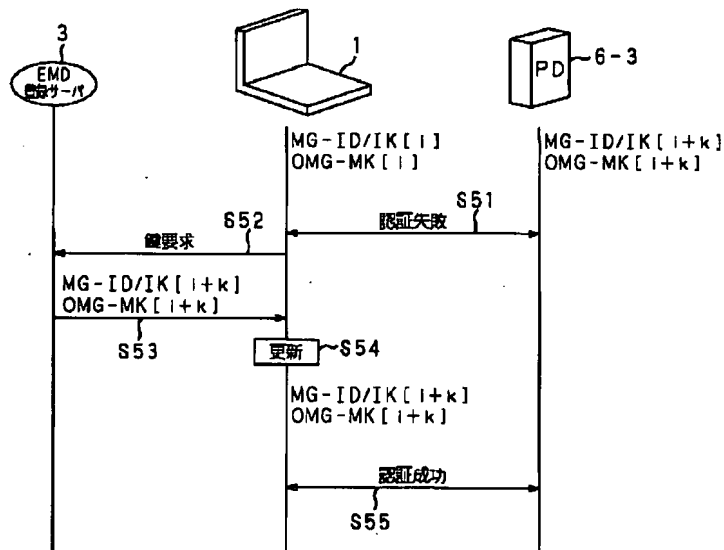 3
EMD
登録サーバ
1
PD
6-3
MG-ID/IK[i]
OMG-MK[i]
MG-ID/IK[i+k]
OMG-MK[i+k]
S51
認証失敗
S52
鍵要求
MG-ID/IK[i+k]
OMG-MK[i+k]
S53
更新
S54
MG-ID/IK[i+k]
OMG-MK[i+k]
認証成功
S55